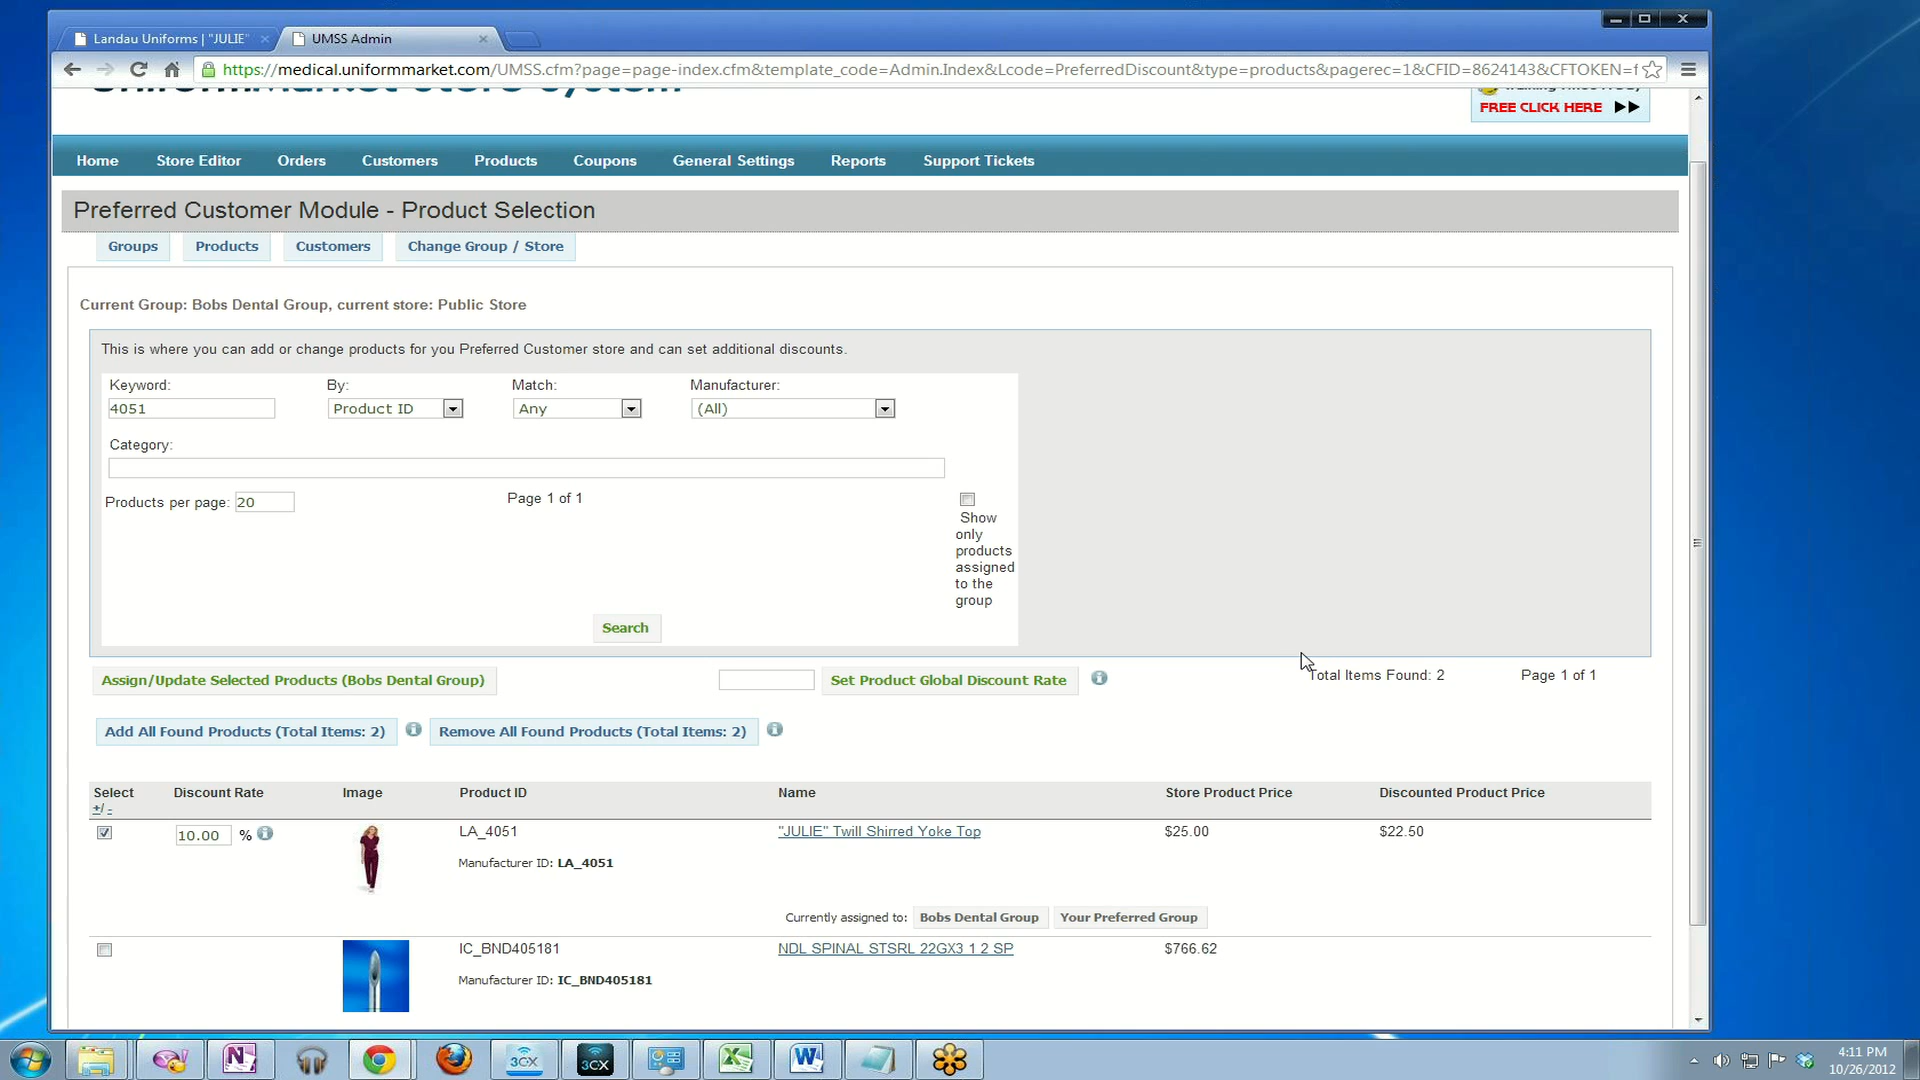 Landau Uniforms | "JULIE"
UMSS Admin
https://medical.uniformmarket.com/UMSS.cfm?page=page-index.cfm&template_code=Admin.Index&Lcode=PreferredDiscount&type=products&pagerec=1&CFID=8624143&CFTOKEN=f
FREE CLICK HERE
Home Store Editor Orders Customers Products Coupons General Settings Reports Support Tickets
Preferred Customer Module - Product Selection
Groups Products Customers Change Group / Store
Current Group: Bobs Dental Group, current store: Public Store
This is where you can add or change products for you Preferred Customer store and can set additional discounts.
Keyword: By: Match: Manufacturer:
4051 Product ID Any (All)
Category:
Products per page: 20 Page 1 of 1
Show
only
products
assigned
to the
group
Search
Assign/Update Selected Products (Bobs Dental Group) Set Product Global Discount Rate Total Items Found: 2 Page 1 of 1
Add All Found Products (Total Items: 2) Remove All Found Products (Total Items: 2)
Select Discount Rate Image Product ID Name Store Product Price Discounted Product Price
+/ -
10.00 % LA_4051 "JULIE" Twill Shirred Yoke Top $25.00 $22.50
Manufacturer ID: LA_4051
Currently assigned to: Bobs Dental Group Your Preferred Group
IC_BND405181 NDL SPINAL STSRL 22GX3 1 2 SP $766.62
Manufacturer ID: IC_BND405181
3CX
3CX
4:11 PM
10/26/2012